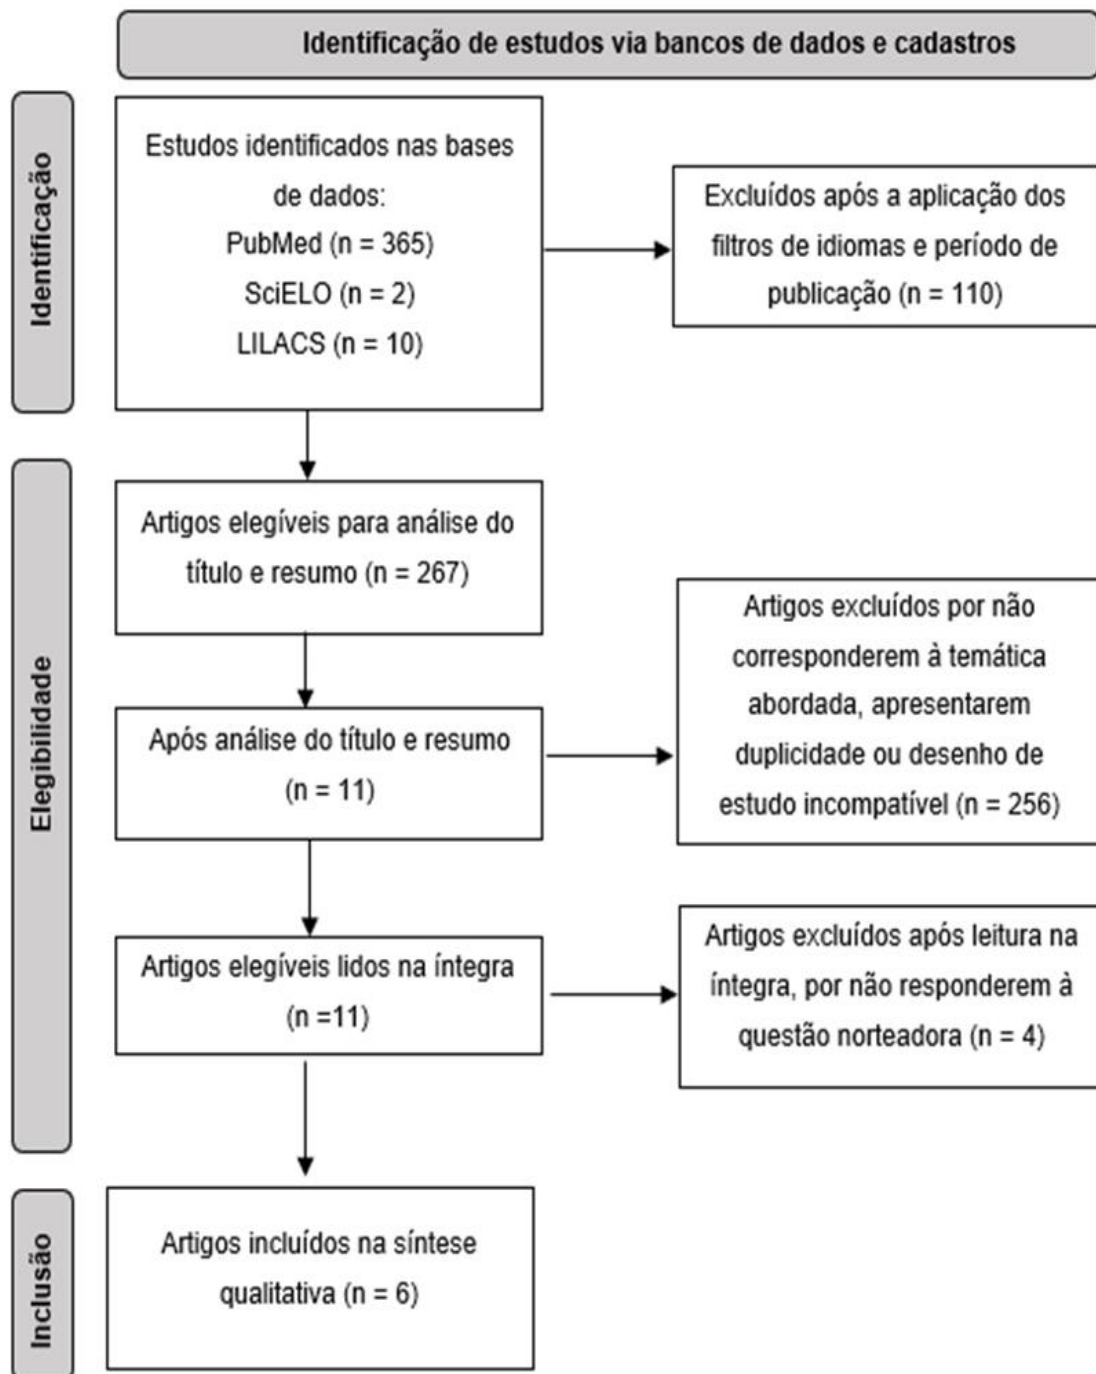 Identificação de estudos via bancos de dados e cadastros
Identificação
Estudos identificados nas bases
de dados:
PubMed (n = 365)
SciELO (n = 2)
LILACS (n = 10)
Excluídos após a aplicação dos
filtros de idiomas e período de
publicação (n = 110)
Elegibilidade
Artigos elegíveis para análise do
título e resumo (n = 267)
Após análise do título e resumo
(n = 11)
Artigos excluídos por não
corresponderem à temática
abordada, apresentarem
duplicidade ou desenho de
estudo incompatível (n = 256)
Artigos elegíveis lidos na íntegra
(n =11)
Artigos excluídos após leitura na
íntegra, por não responderem à
questão norteadora (n = 4)
Inclusão
Artigos incluídos na síntese
qualitativa (n = 6)